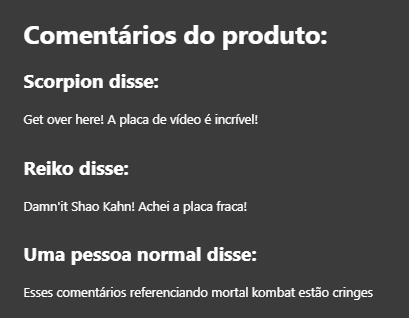 Comentários do produto:
Scorpion disse:
Get over here! A placa de vídeo é incrível!
Reiko disse:
Damn'it Shao Kahn! Achei a placa fraca!
Uma pessoa normal disse:
Esses comentários referenciando mortal kombat estão cringes